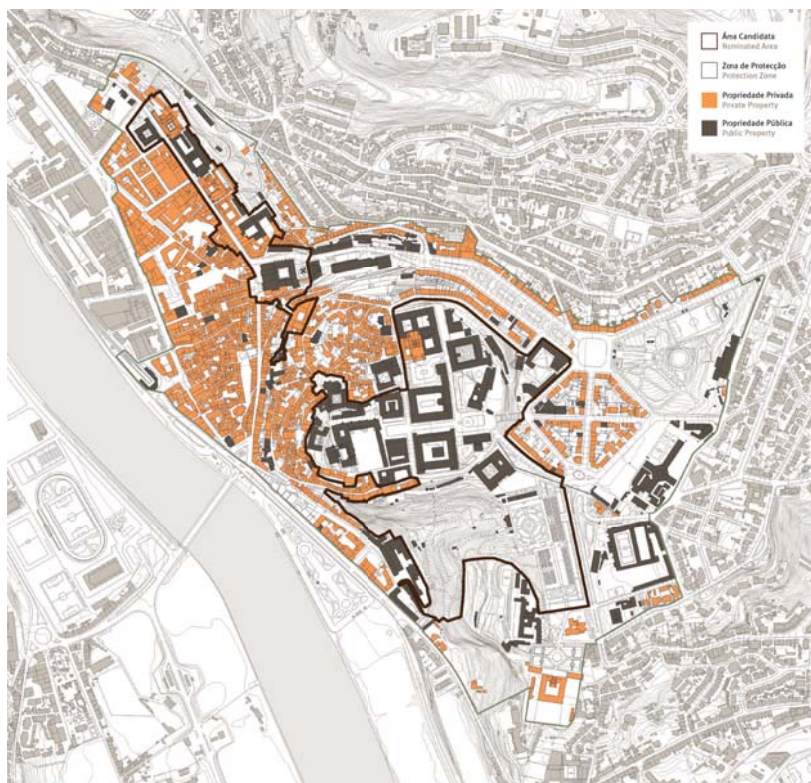 Área Candidata
Nominated Area
Zona de Protecção
Protection Zone
Propriedade Privada
Private Property
Propriedade Pública
Public Property